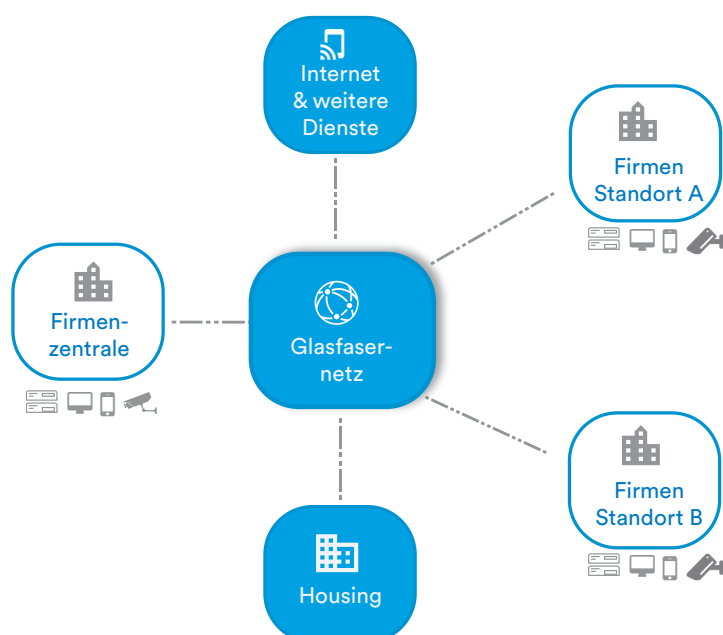 Internet
& weitere
Dienste
Firmen
Standort A
Firmen-
zentrale
Glasfaser-
netz
Firmen
Standort B
Housing